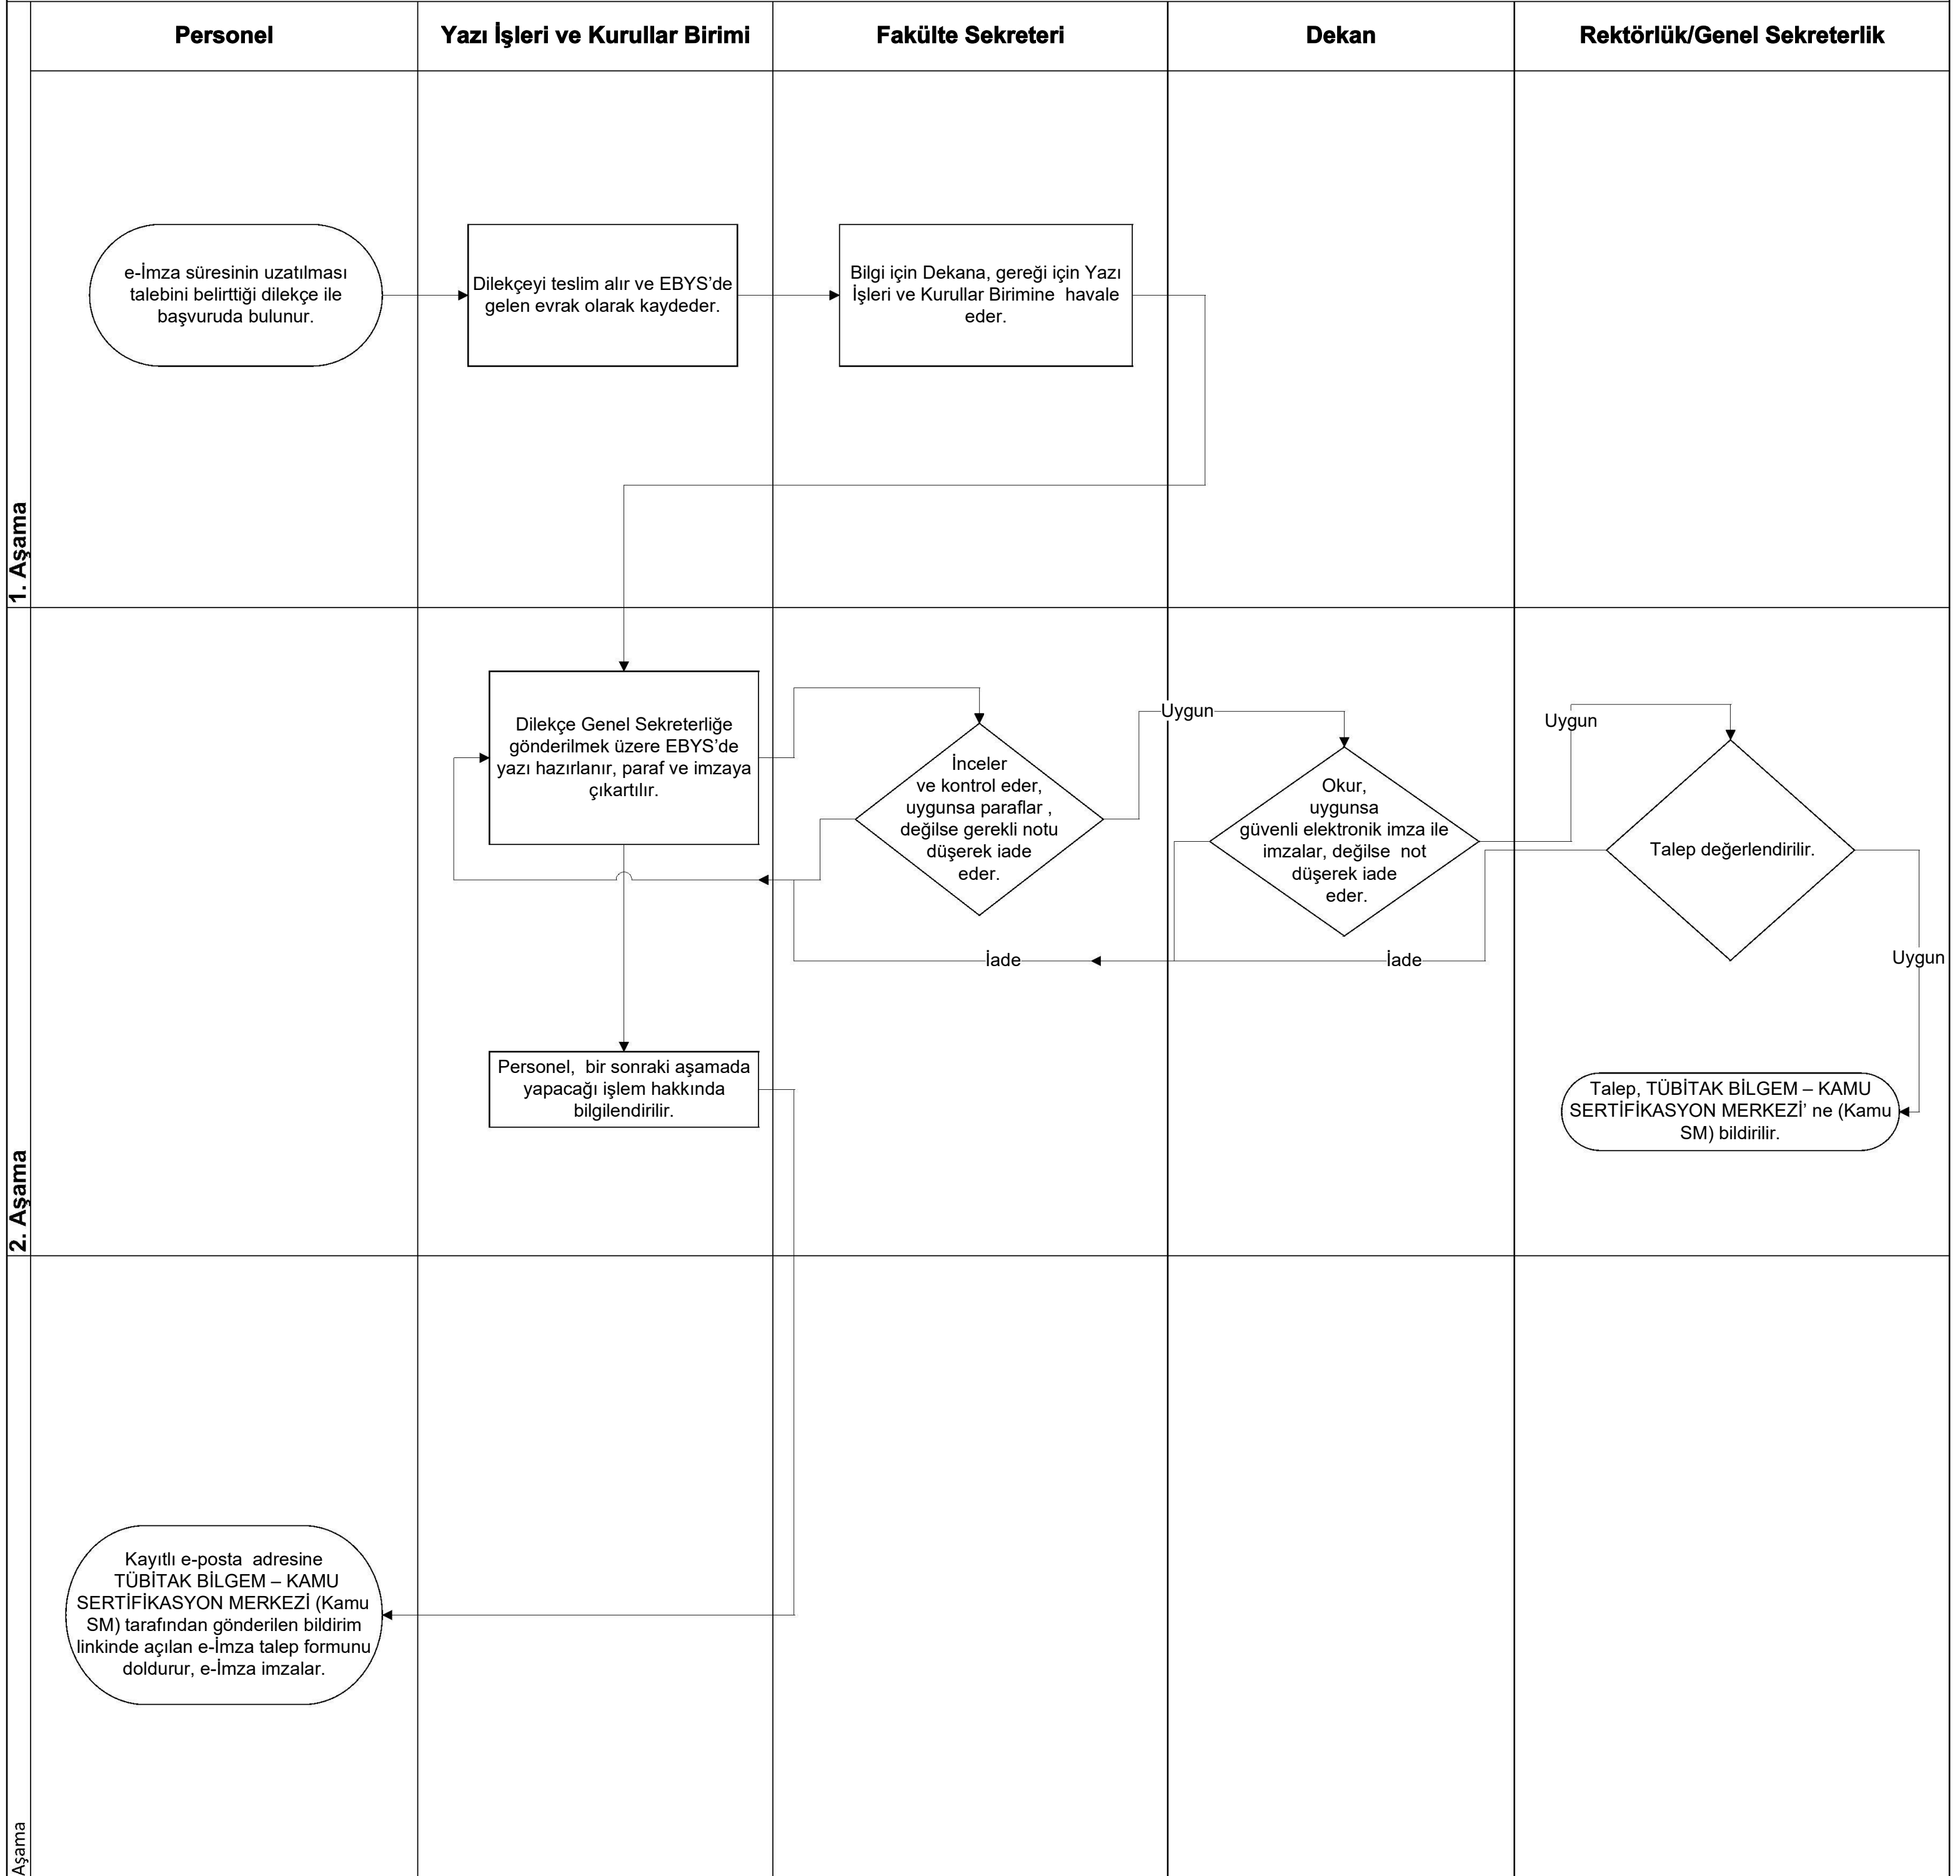 Personel
Yazı İşleri ve Kurullar Birimi
Fakülte Sekreteri
Dekan
Rektörlük/Genel Sekreterlik
1. Aşama
e-İmza süresinin uzatılması
talebini belirttiği dilekçe ile
başvuruda bulunur.
Dilekçeyi teslim alır ve EBYS’de
gelen evrak olarak kaydeder.
Bilgi için Dekana, gereği için Yazı
İşleri ve Kurullar Birimine havale
eder.
2. Aşama
Dilekçe Genel Sekreterliğe
gönderilmek üzere EBYS’de
yazı hazırlanır, paraf ve imzaya
çıkartılır.
İnceler
ve kontrol eder,
uygunsa paraflar ,
değilse gerekli notu
düşerek iade
eder.
Uygun
Okur,
uygunsa
güvenli elektronik imza ile
imzalar, değilse not
düşerek iade
eder.
Uygun
Talep değerlendirilir.
İade
İade
Uygun
Personel, bir sonraki aşamada
yapacağı işlem hakkında
bilgilendirilir.
Talep, TÜBİTAK BİLGEM – KAMU
SERTİFİKASYON MERKEZİ’ ne (Kamu
SM) bildirilir.
Aşama
Kayıtlı e-posta adresine
TÜBİTAK BİLGEM – KAMU
SERTİFİKASYON MERKEZİ (Kamu
SM) tarafından gönderilen bildirim
linkinde açılan e-İmza talep formunu
doldurur, e-İmza imzalar.